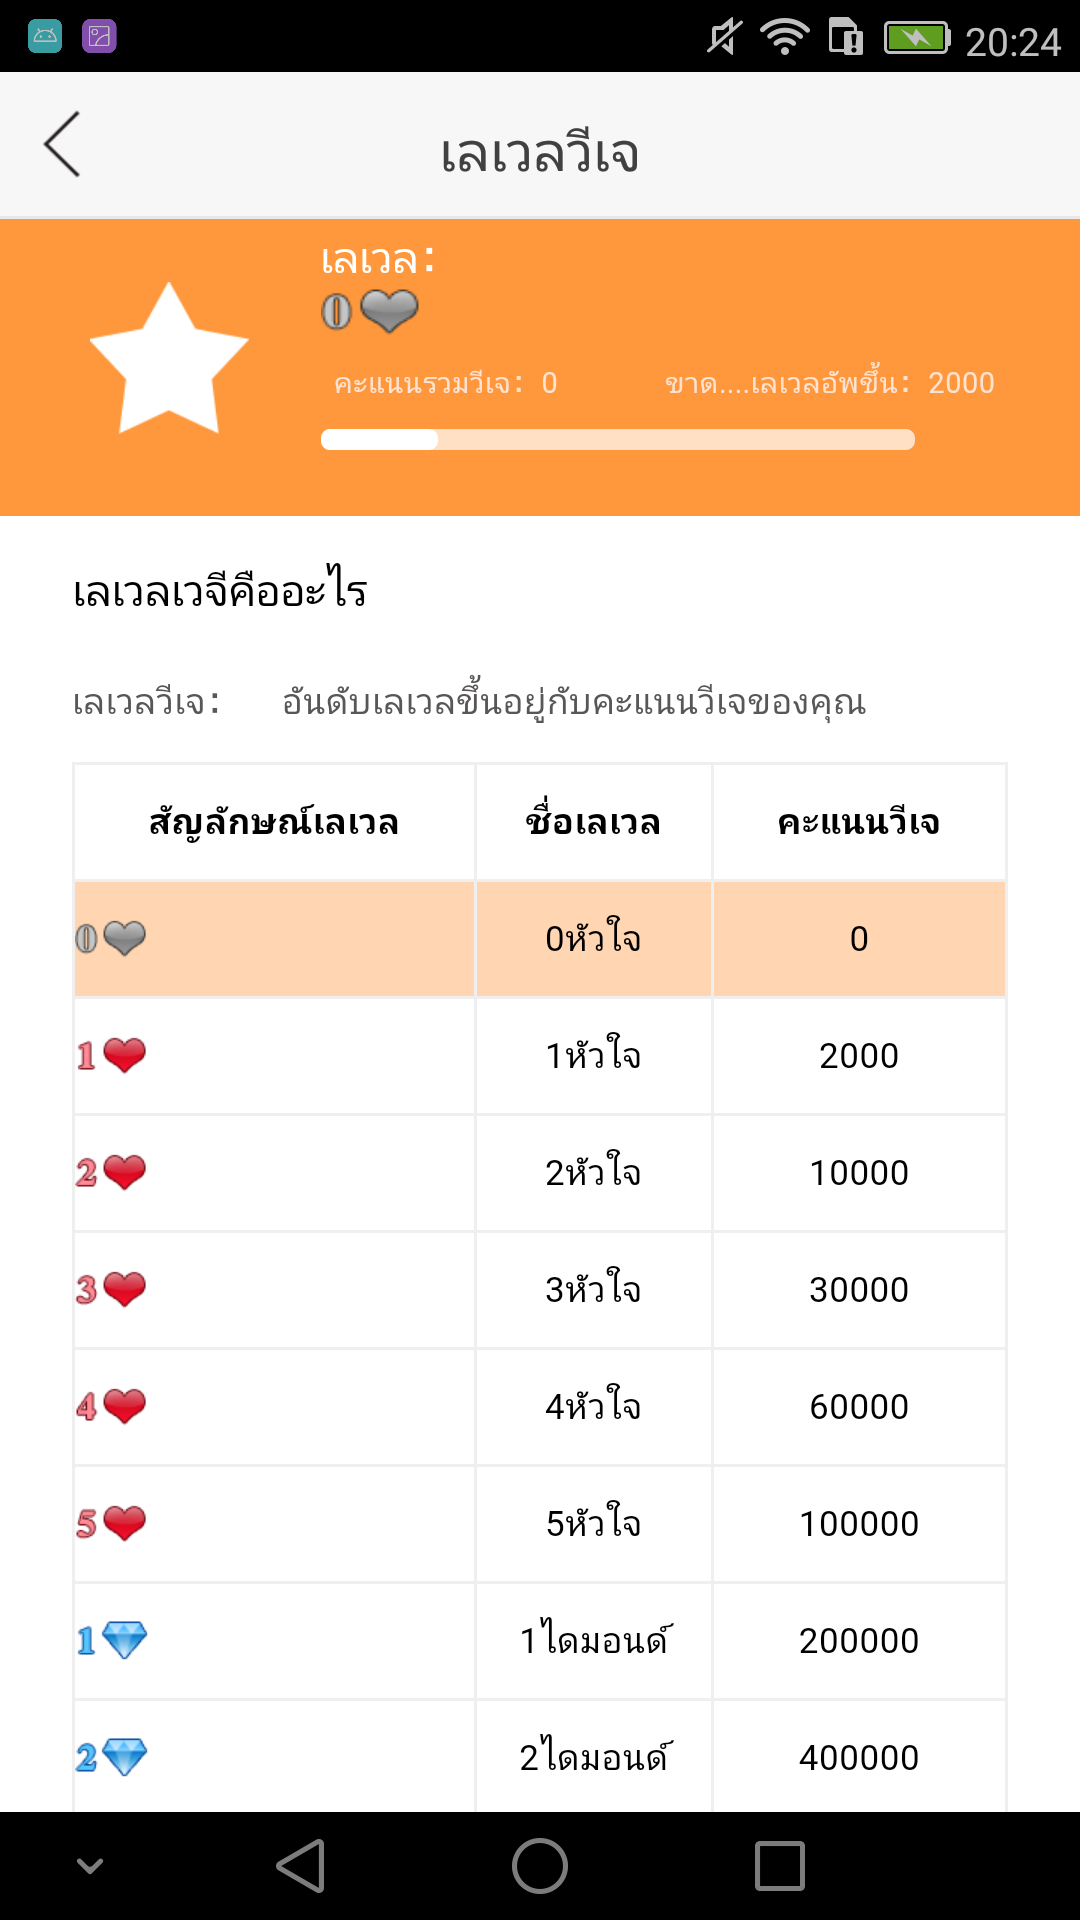 20:24
เลเวลวีเจ
เลเวล:
0
คะแนนรวมวีเจ: 0 ขาด....เลเวลอัพขึ้น: 2000
เลเวลเวจีคืออะไร
เลเวลวีเจ: อันดับเลเวลขึ้นอยู่กับคะแนนวีเจของคุณ
สัญลักษณ์เลเวล ชื่อเลเวล คะแนนวีเจ
0 0หัวใจ 0
1 1หัวใจ 2000
2 2หัวใจ 10000
3 3หัวใจ 30000
4 4หัวใจ 60000
5 5หัวใจ 100000
1 1ไดมอนด์ 200000
2 2ไดมอนด์ 400000